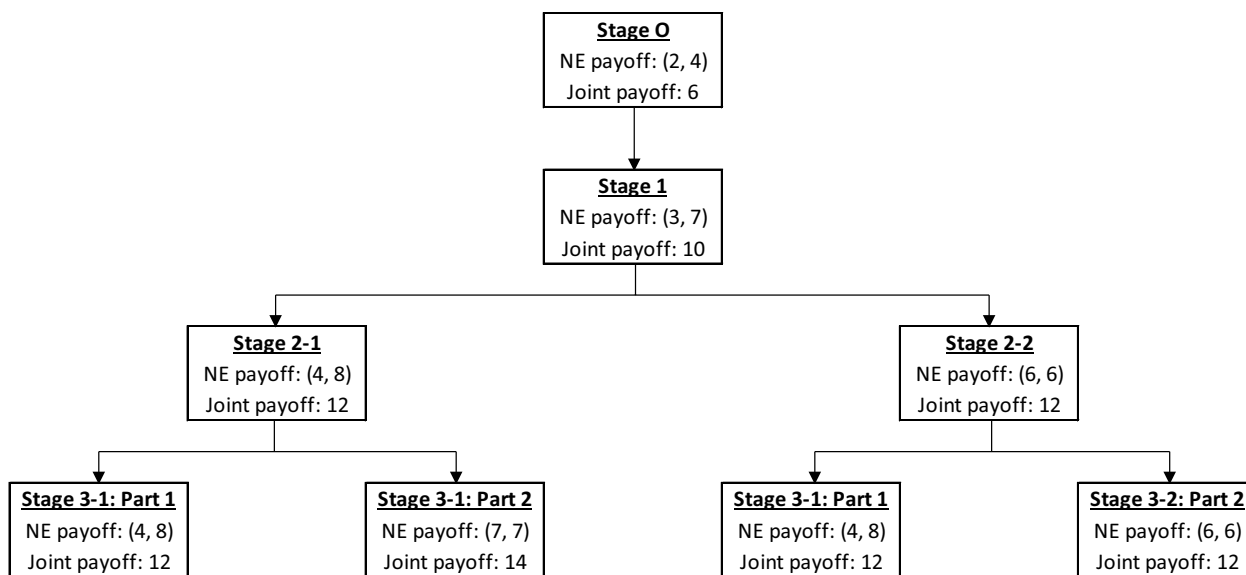 Stage O
NE payoff: (2, 4)
Joint payoff: 6
Stage 1
NE payoff: (3, 7)
Joint payoff: 10
Stage 2-1
NE payoff: (4, 8)
Joint payoff: 12
Stage 2-2
NE payoff: (6, 6)
Joint payoff: 12
Stage 3-1: Part 1
NE payoff: (4, 8)
Joint payoff: 12
Stage 3-1: Part 2
NE payoff: (7, 7)
Joint payoff: 14
Stage 3-1: Part 1
NE payoff: (4, 8)
Joint payoff: 12
Stage 3-2: Part 2
NE payoff: (6, 6)
Joint payoff: 12